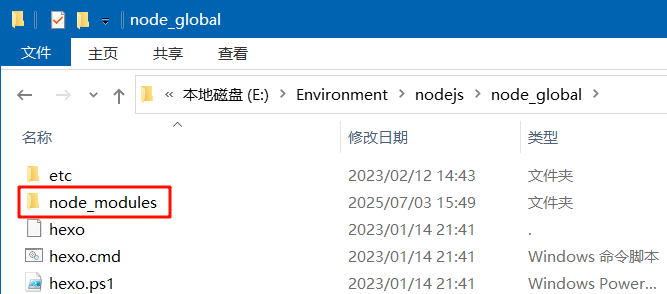 node_global
文件 主页 共享 查看
« 本地磁盘 (E:) > Environment > nodejs > node_global >
名称 修改日期 类型
etc 2023/02/12 14:43 文件夹
node_modules 2025/07/03 15:49 文件夹
hexo 2023/01/14 21:41 .
hexo.cmd 2023/01/14 21:41 Windows 命令脚本
hexo.ps1 2023/01/14 21:41 Windows Power...